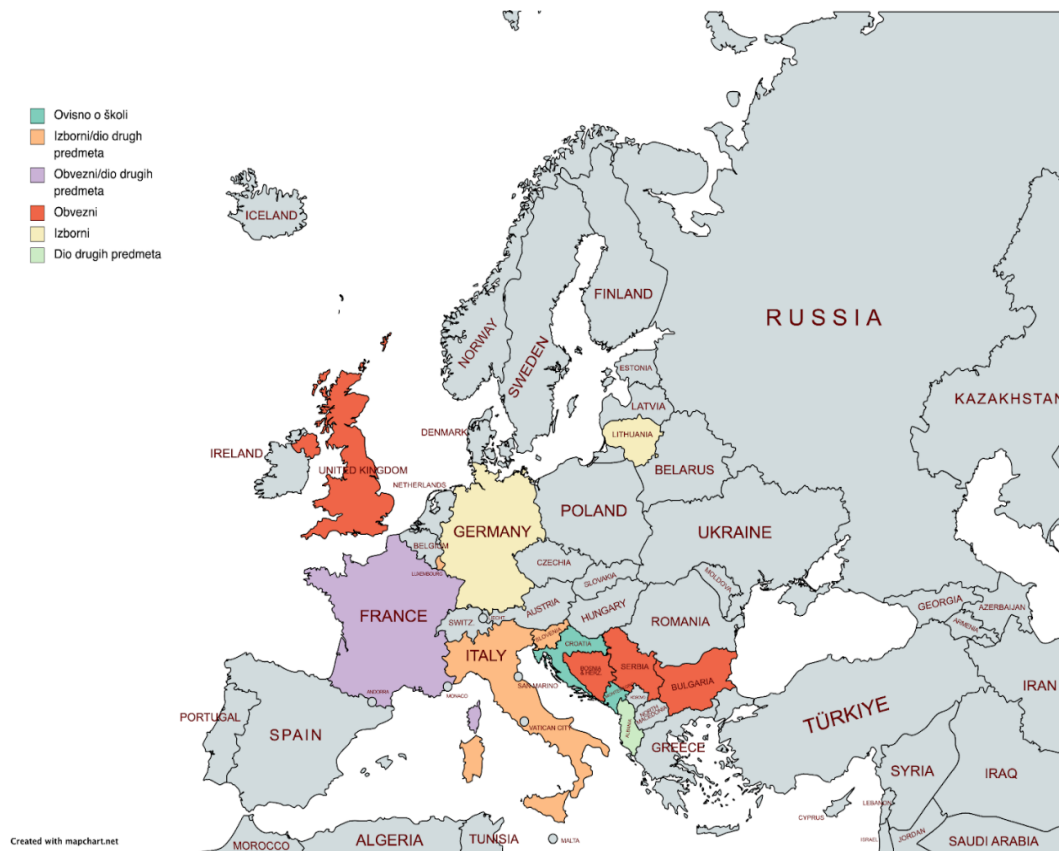 Ovisno o školi
Izborni/dio drugh
predmeta
Obvezni/dio drugih
predmeta
Obvezni
Izborni
Dio drugih predmeta
ICELAND
NORWAY
SWEDEN
FINLAND
RUSSIA
ESTONIA
LATVIA
LITHUANIA
KAZAKHSTAN
DENMARK
IRELAND
UNITED KINGDOM
NETHERLANDS
BELARUS
POLAND
GERMANY
UKRAINE
BELGIUM
LUXEMBOURG
CZECHIA
SLOVAKIA
MOLDOVA
FRANCE
SWITZ.
LIECHT.
AUSTRIA
HUNGARY
ROMANIA
GEORGIA
AZERBAIJAN
ARMENIA
SLOVENIA
CROATIA
ITALY
BOSNIA
& HERZ.
SERBIA
BULGARIA
SAN MARINO
MONACO
ANDORRA
KOSOVO
NORTH
MACEDONIA
ALBANIA
VATICAN CITY
PORTUGAL
SPAIN
GREECE
TÜRKIYE
IRAN
SYRIA
IRAQ
CYPRUS
LEBANON
ISRAEL
JORDAN
SAUDI ARABIA
MALTA
MOROCCO
ALGERIA
TUNISIA
Created with mapchart.net